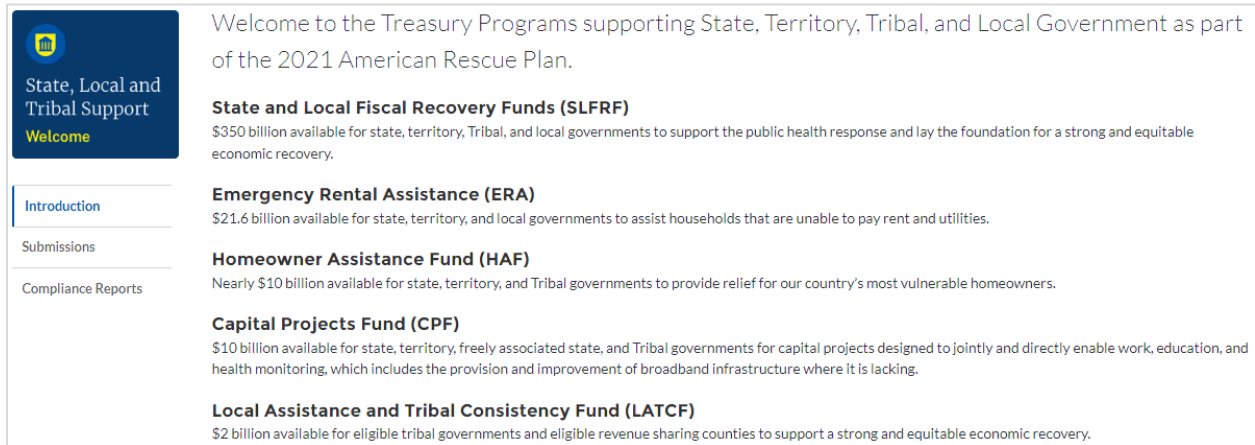 State, Local and
Tribal Support
Welcome
Introduction
Submissions
Compliance Reports
Welcome to the Treasury Programs supporting State, Territory, Tribal, and Local Government as part
of the 2021 American Rescue Plan.
State and Local Fiscal Recovery Funds (SLFRF)
$350 billion available for state, territory, Tribal, and local governments to support the public health response and lay the foundation for a strong and equitable
economic recovery.
Emergency Rental Assistance (ERA)
$21.6 billion available for state, territory, and local governments to assist households that are unable to pay rent and utilities.
Homeowner Assistance Fund (HAF)
Nearly $10 billion available for state, territory, and Tribal governments to provide relief for our country's most vulnerable homeowners.
Capital Projects Fund (CPF)
$10 billion available for state, territory, freely associated state, and Tribal governments for capital projects designed to jointly and directly enable work, education, and
health monitoring, which includes the provision and improvement of broadband infrastructure where it is lacking.
Local Assistance and Tribal Consistency Fund (LATCF)
$2 billion available for eligible tribal governments and eligible revenue sharing counties to support a strong and equitable economic recovery.